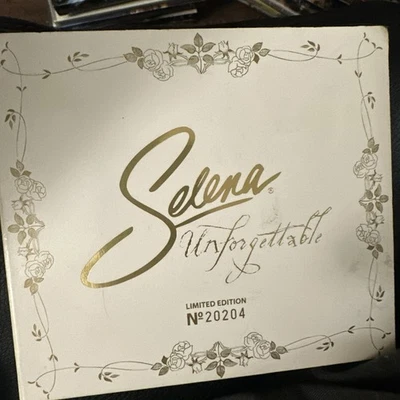 Selena®
Unforgettable
LIMITED EDITION
Nº20204